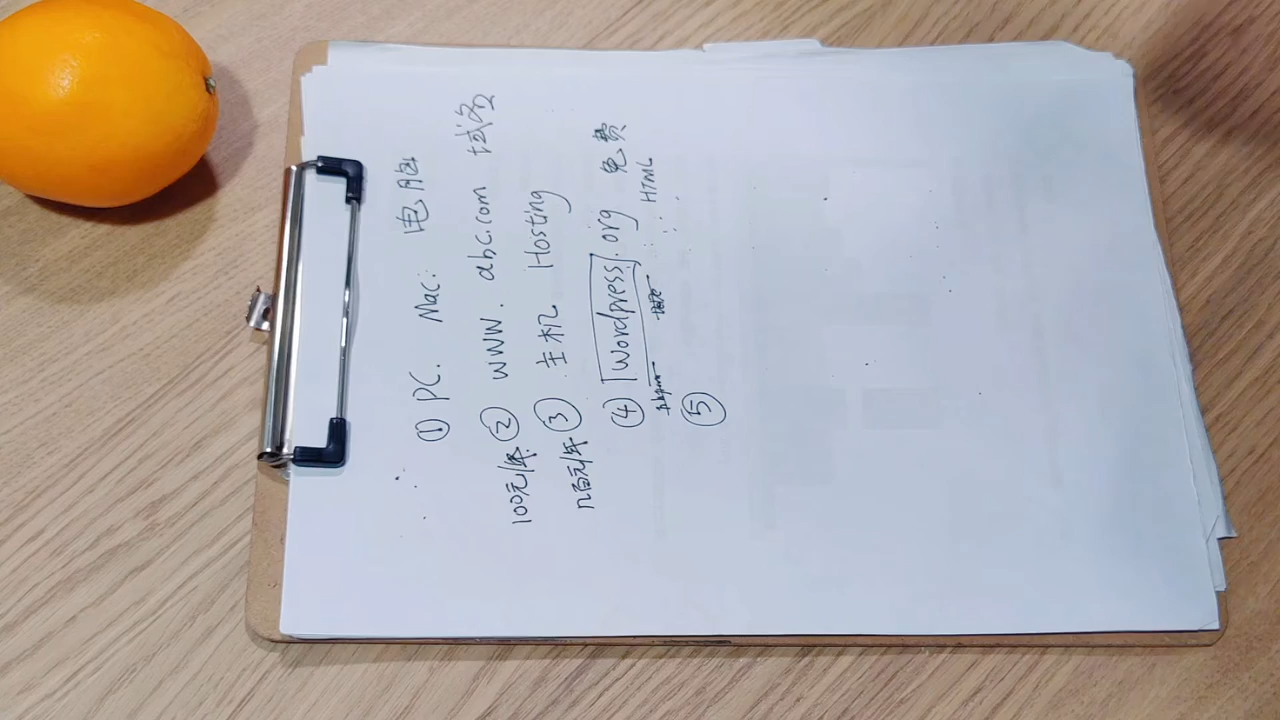 ① PC. Mac: 电脑
100元/年 ② www.abc.com 域名
几百元/年 ③ 主机 Hosting
④ Wordpress.org 免费
HTML
⑤